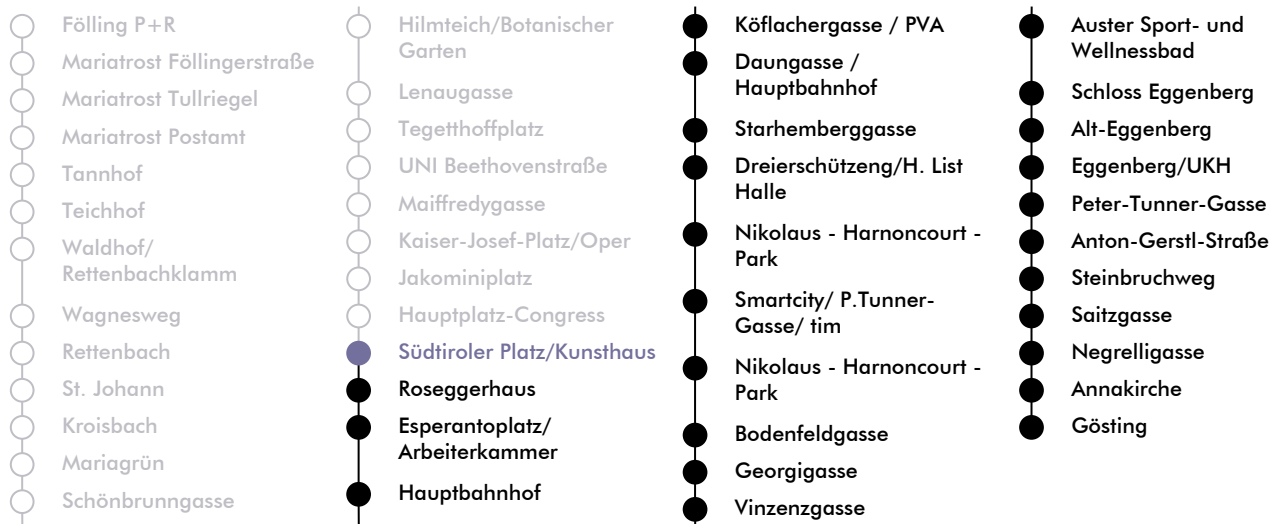 Fölling P+R
Mariatrost Föllingerstraße
Mariatrost Tullriegel
Mariatrost Postamt
Tannhof
Teichhof
Waldhof/
Rettenbachklamm
Wagnesweg
Rettenbach
St. Johann
Kroisbach
Mariagrün
Schönbrunngasse
Hilmteich/Botanischer
Garten
Lenaugasse
Tegetthoffplatz
UNI Beethovenstraße
Maiffredygasse
Kaiser-Josef-Platz/Oper
Jakominiplatz
Hauptplatz-Congress
Südtiroler Platz/Kunsthaus
Roseggerhaus
Esperantoplatz/
Arbeiterkammer
Hauptbahnhof
Köflachergasse / PVA
Daungasse /
Hauptbahnhof
Starhemberggasse
Dreierschützeng/H. List
Halle
Nikolaus - Harnoncourt -
Park
Smartcity/ P.Tunner-
Gasse/ tim
Nikolaus - Harnoncourt -
Park
Bodenfeldgasse
Georgigasse
Vinzenzgasse
Auster Sport- und
Wellnessbad
Schloss Eggenberg
Alt-Eggenberg
Eggenberg/UKH
Peter-Tunner-Gasse
Anton-Gerstl-Straße
Steinbruchweg
Saitzgasse
Negrelligasse
Annakirche
Gösting